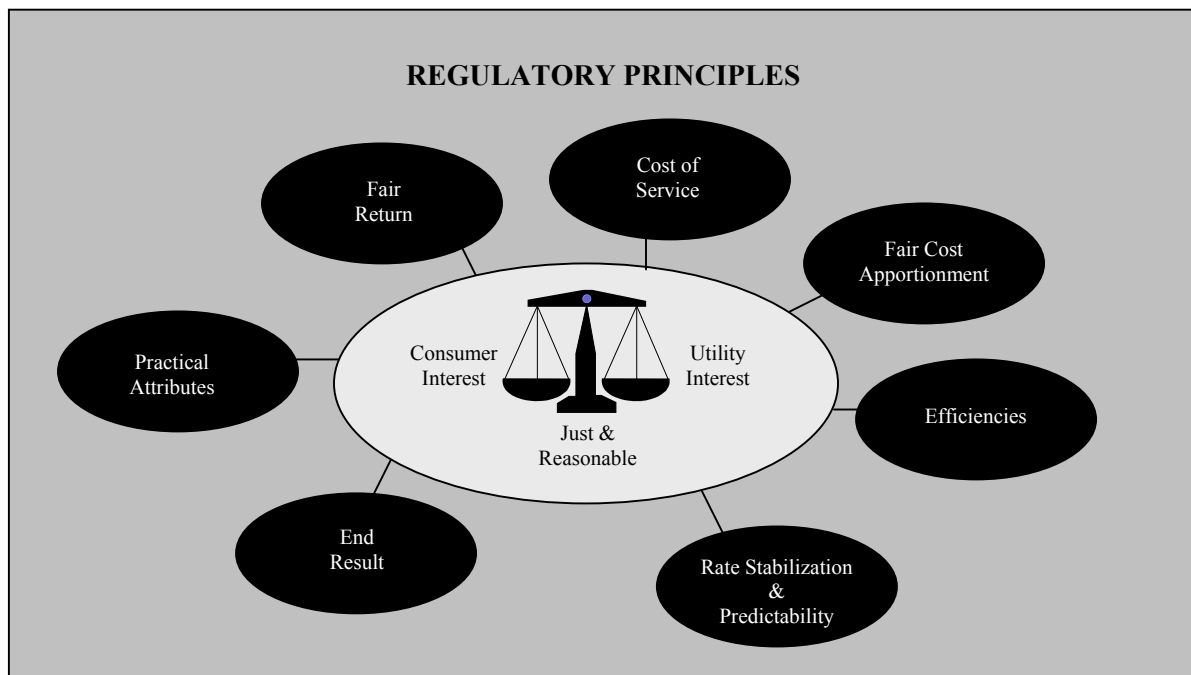 REGULATORY PRINCIPLES
Cost of
Service
Fair
Return
Fair Cost
Apportionment
Consumer
Interest
Utility
Interest
Practical
Attributes
Efficiencies
Just &
Reasonable
End
Result
Rate Stabilization
&
Predictability